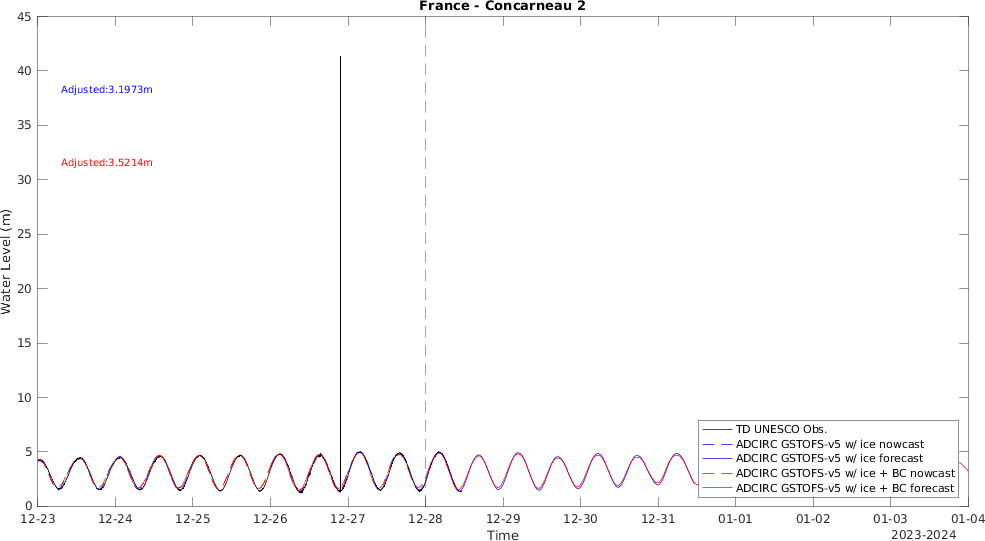 France - Concarneau 2
45
40
35
30
25
20
15
10
5
0
Water Level (m)
Adjusted:3.1973m
Adjusted:3.5214m
TD UNESCO Obs.
ADCIRC GSTOFS-v5 w/ ice nowcast
ADCIRC GSTOFS-v5 w/ ice forecast
ADCIRC GSTOFS-v5 w/ ice + BC nowcast
ADCIRC GSTOFS-v5 w/ ice + BC forecast
12-23 12-24 12-25 12-26 12-27 12-28 12-29 12-30 12-31 01-01 01-02 01-03 01-04
Time
2023-2024